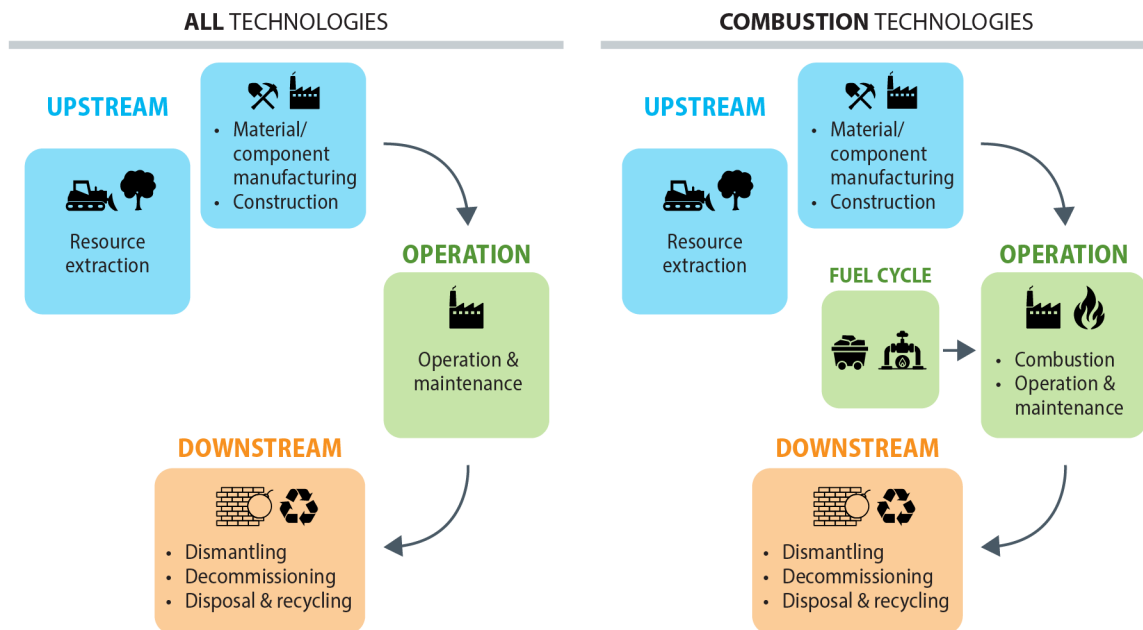 ALL TECHNOLOGIES
UPSTREAM
• Material/
component
manufacturing
• Construction
Resource
extraction
OPERATION
Operation &
maintenance
DOWNSTREAM
• Dismantling
• Decommissioning
• Disposal & recycling
COMBUSTION TECHNOLOGIES
UPSTREAM
• Material/
component
manufacturing
• Construction
Resource
extraction
FUEL CYCLE
OPERATION
• Combustion
• Operation &
maintenance
DOWNSTREAM
• Dismantling
• Decommissioning
• Disposal & recycling